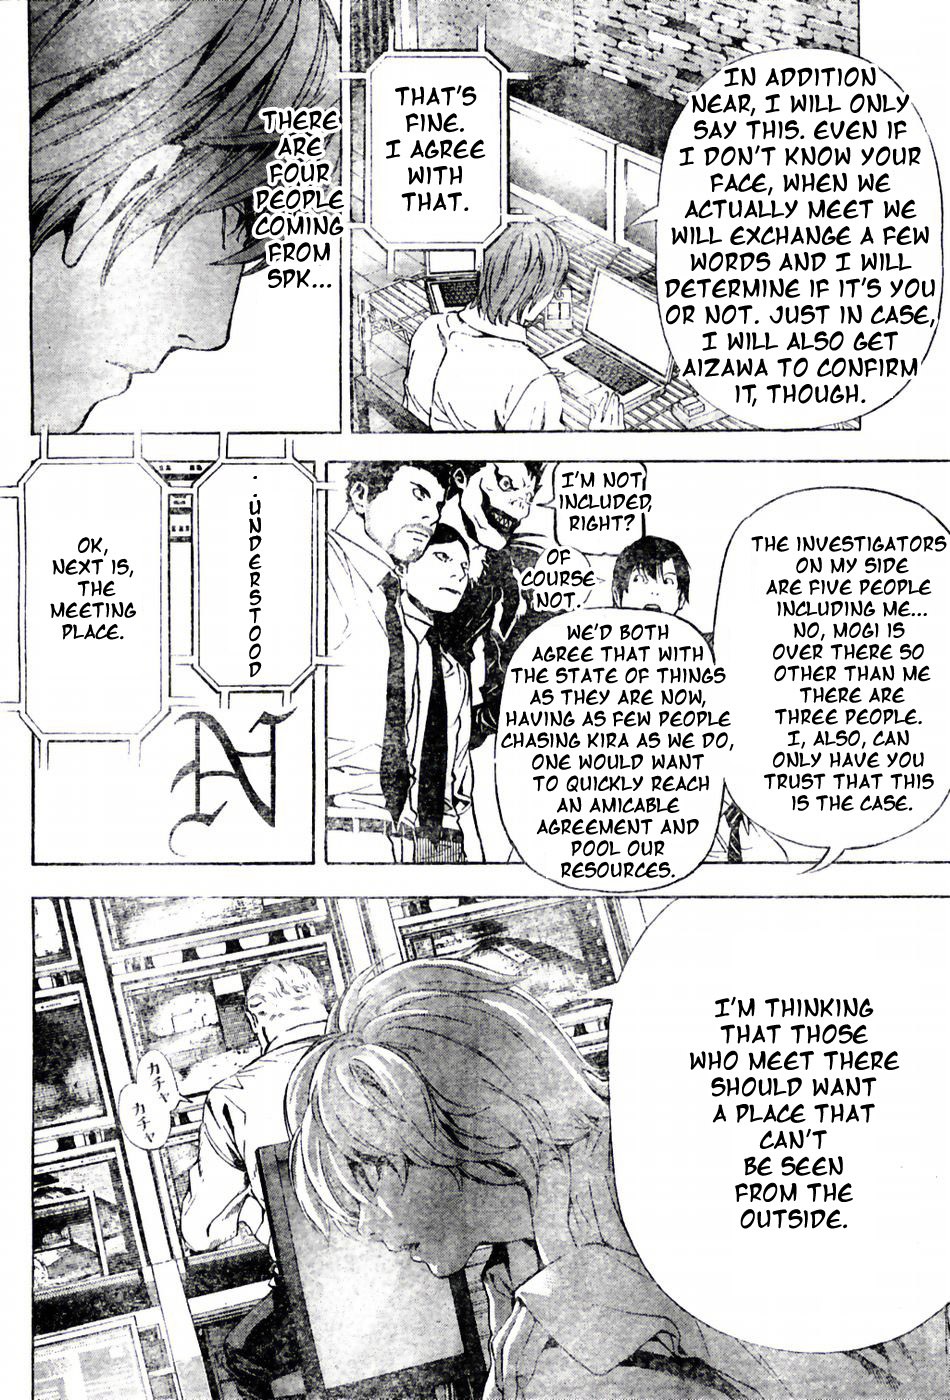 IN ADDITION
NEAR, I WILL ONLY
SAY THIS. EVEN IF
I DON'T KNOW YOUR
FACE, WHEN WE
ACTUALLY MEET WE
WILL EXCHANGE A FEW
WORDS AND I WILL
DETERMINE IF IT'S YOU
OR NOT. JUST IN CASE,
I WILL ALSO GET
AIZAWA TO CONFIRM
IT, THOUGH.
THAT'S
FINE.
I AGREE
WITH
THAT.
THERE
ARE
FOUR
PEOPLE
COMING
FROM
SPK...
THE INVESTIGATORS
ON MY SIDE
ARE FIVE PEOPLE
INCLUDING ME...
NO, MOGI IS
OVER THERE SO
OTHER THAN ME
THERE ARE
THREE PEOPLE.
I, ALSO, CAN
ONLY HAVE YOU
TRUST THAT THIS
IS THE CASE.
I'M NOT
INCLUDED,
RIGHT?
OF
COURSE
NOT.
WE'D BOTH
AGREE THAT WITH
THE STATE OF THINGS
AS THEY ARE NOW,
HAVING AS FEW PEOPLE
CHASING KIRA AS WE DO,
ONE WOULD WANT
TO QUICKLY REACH
AN AMICABLE
AGREEMENT AND
POOL OUR
RESOURCES.
..UNDERSTOOD
OK,
NEXT IS,
THE
MEETING
PLACE.
N
I'M THINKING
THAT THOSE
WHO MEET THERE
SHOULD WANT
A PLACE THAT
CAN'T
BE SEEN
FROM THE
OUTSIDE.
カチャ
カチャ